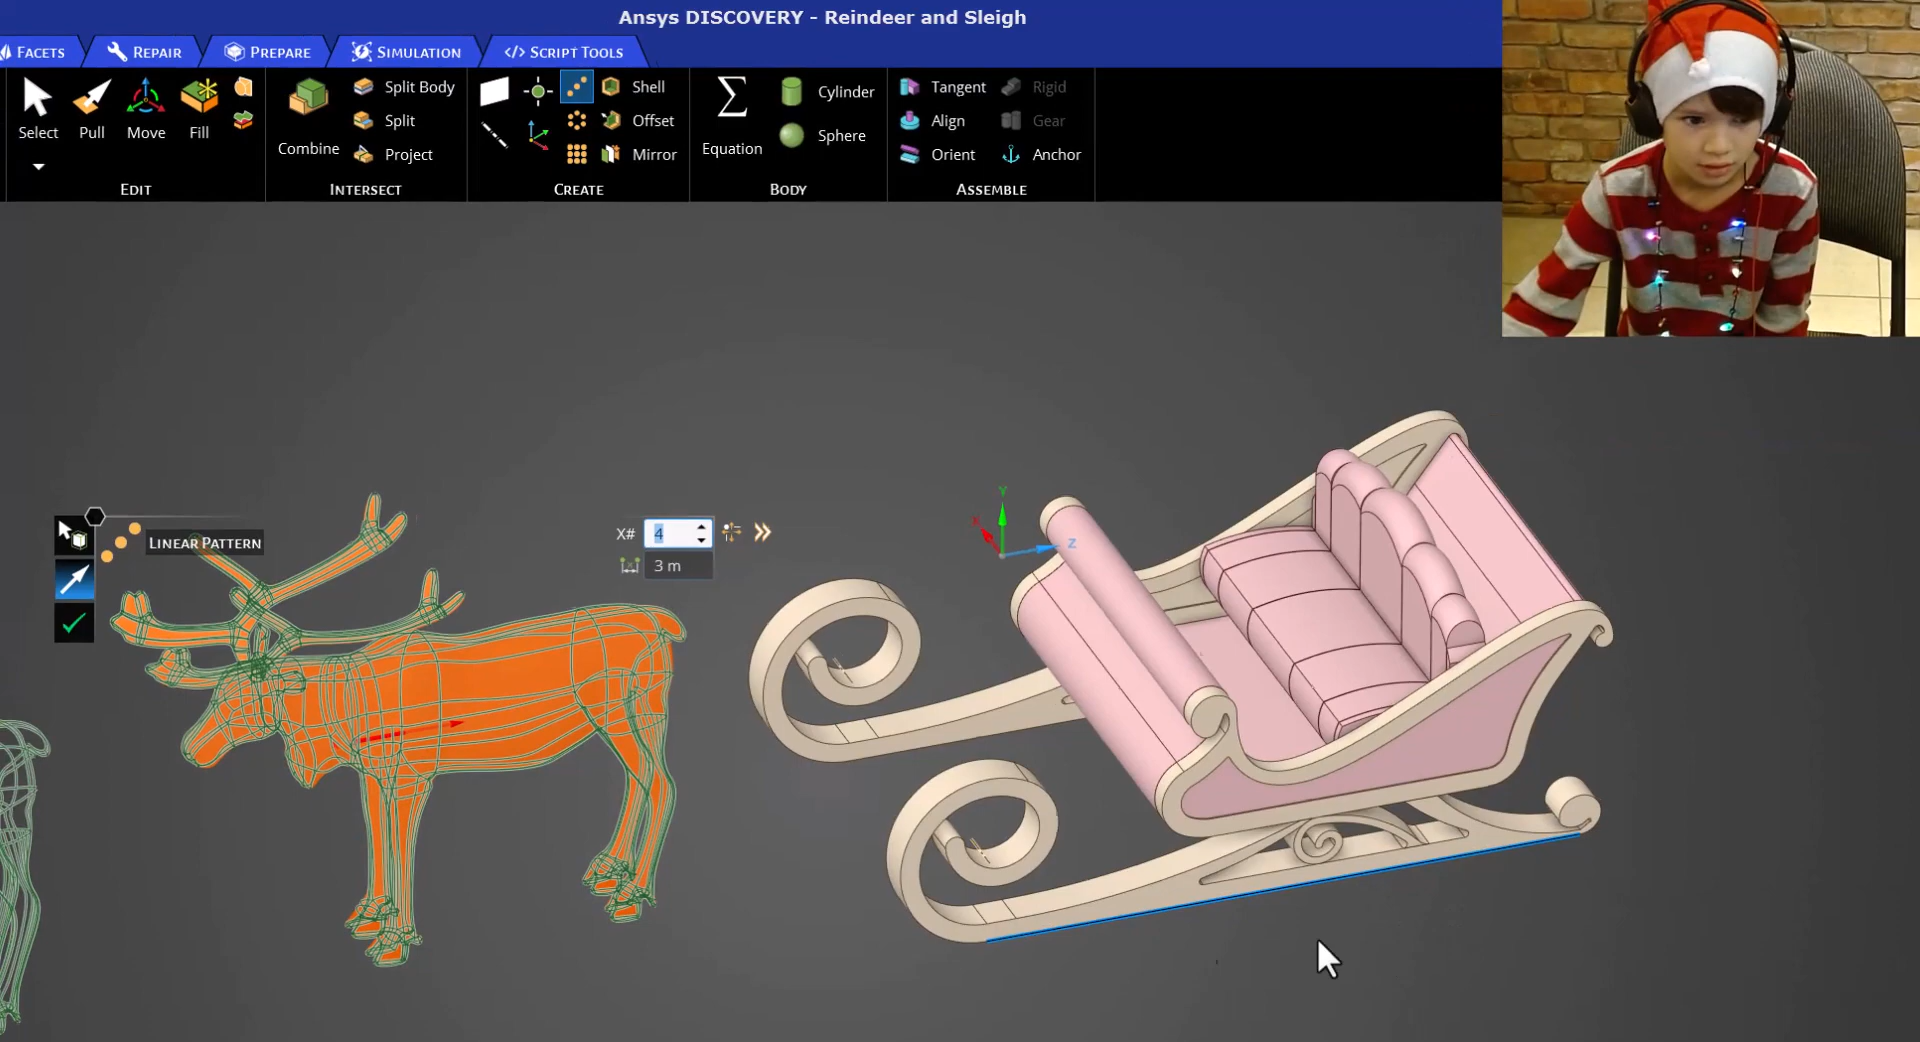 Ansys DISCOVERY - Reindeer and Sleigh
FACETS REPAIR PREPARE SIMULATION </> SCRIPT TOOLS
Select Pull Move Fill
Combine Split Body
Split
Project
Shell
Offset
Mirror
Equation Cylinder
Sphere
Tangent Rigid
Align Gear
Orient Anchor
EDIT INTERSECT CREATE BODY ASSEMBLE
LINEAR PATTERN
X# 4
3 m
Y
X
Z